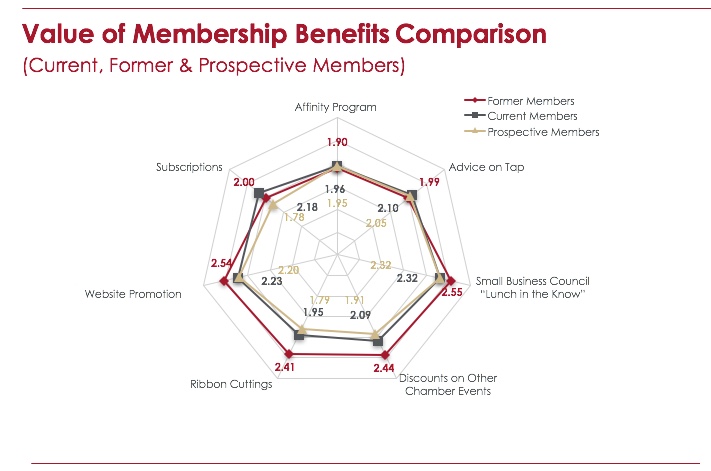 Value of Membership Benefits Comparison
(Current, Former & Prospective Members)
Former Members
Current Members
Prospective Members
Affinity Program
1.90
1.96
1.95
Advice on Tap
1.99
2.10
2.05
Small Business Council
“Lunch in the Know”
2.55
2.32
2.32
Discounts on Other
Chamber Events
2.44
2.09
1.91
Ribbon Cuttings
2.41
1.95
1.79
Website Promotion
2.54
2.23
2.20
Subscriptions
2.00
2.18
1.78